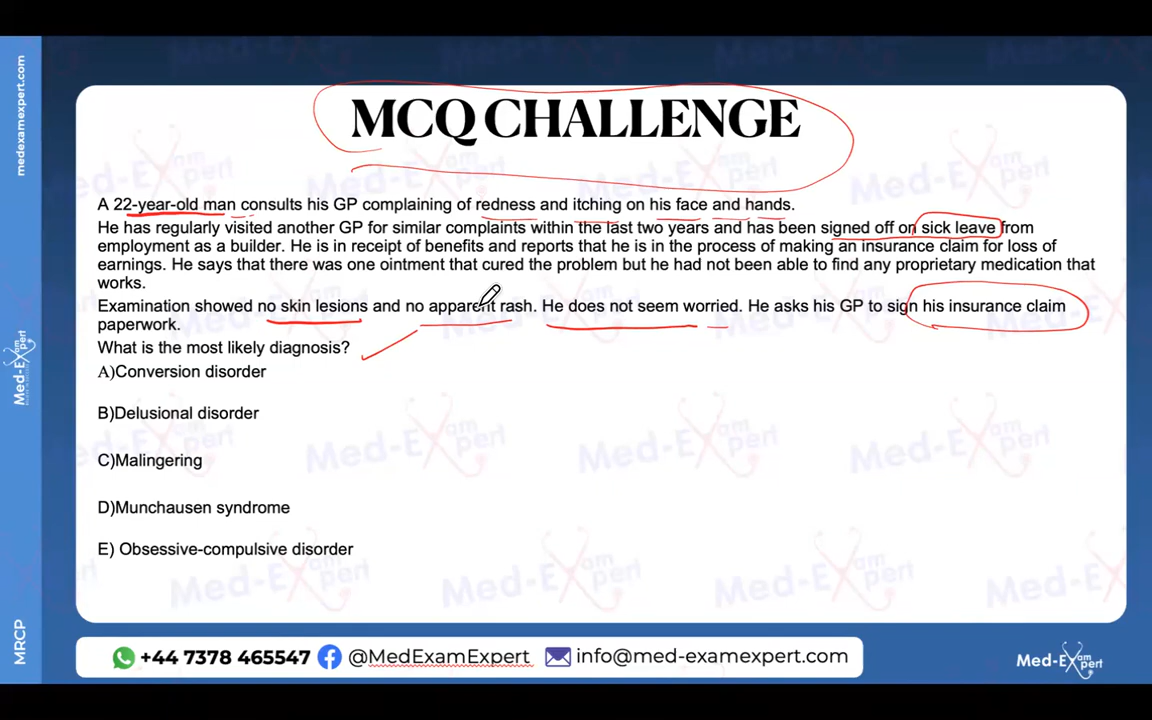 medexamexpert.com
MCQ CHALLENGE
A 22-year-old man consults his GP complaining of redness and itching on his face and hands.
He has regularly visited another GP for similar complaints within the last two years and has been signed off on sick leave from
employment as a builder. He is in receipt of benefits and reports that he is in the process of making an insurance claim for loss of
earnings. He says that there was one ointment that cured the problem but he had not been able to find any proprietary medication that
works.
Examination showed no skin lesions and no apparent rash. He does not seem worried. He asks his GP to sign his insurance claim
paperwork.
What is the most likely diagnosis?
A)Conversion disorder
B)Delusional disorder
C)Malingering
D)Munchausen syndrome
E) Obsessive-compulsive disorder
Med-Exam Expert
MRCP
+44 7378 465547 @MedExamExpert info@med-examexpert.com
Med-Exam Expert